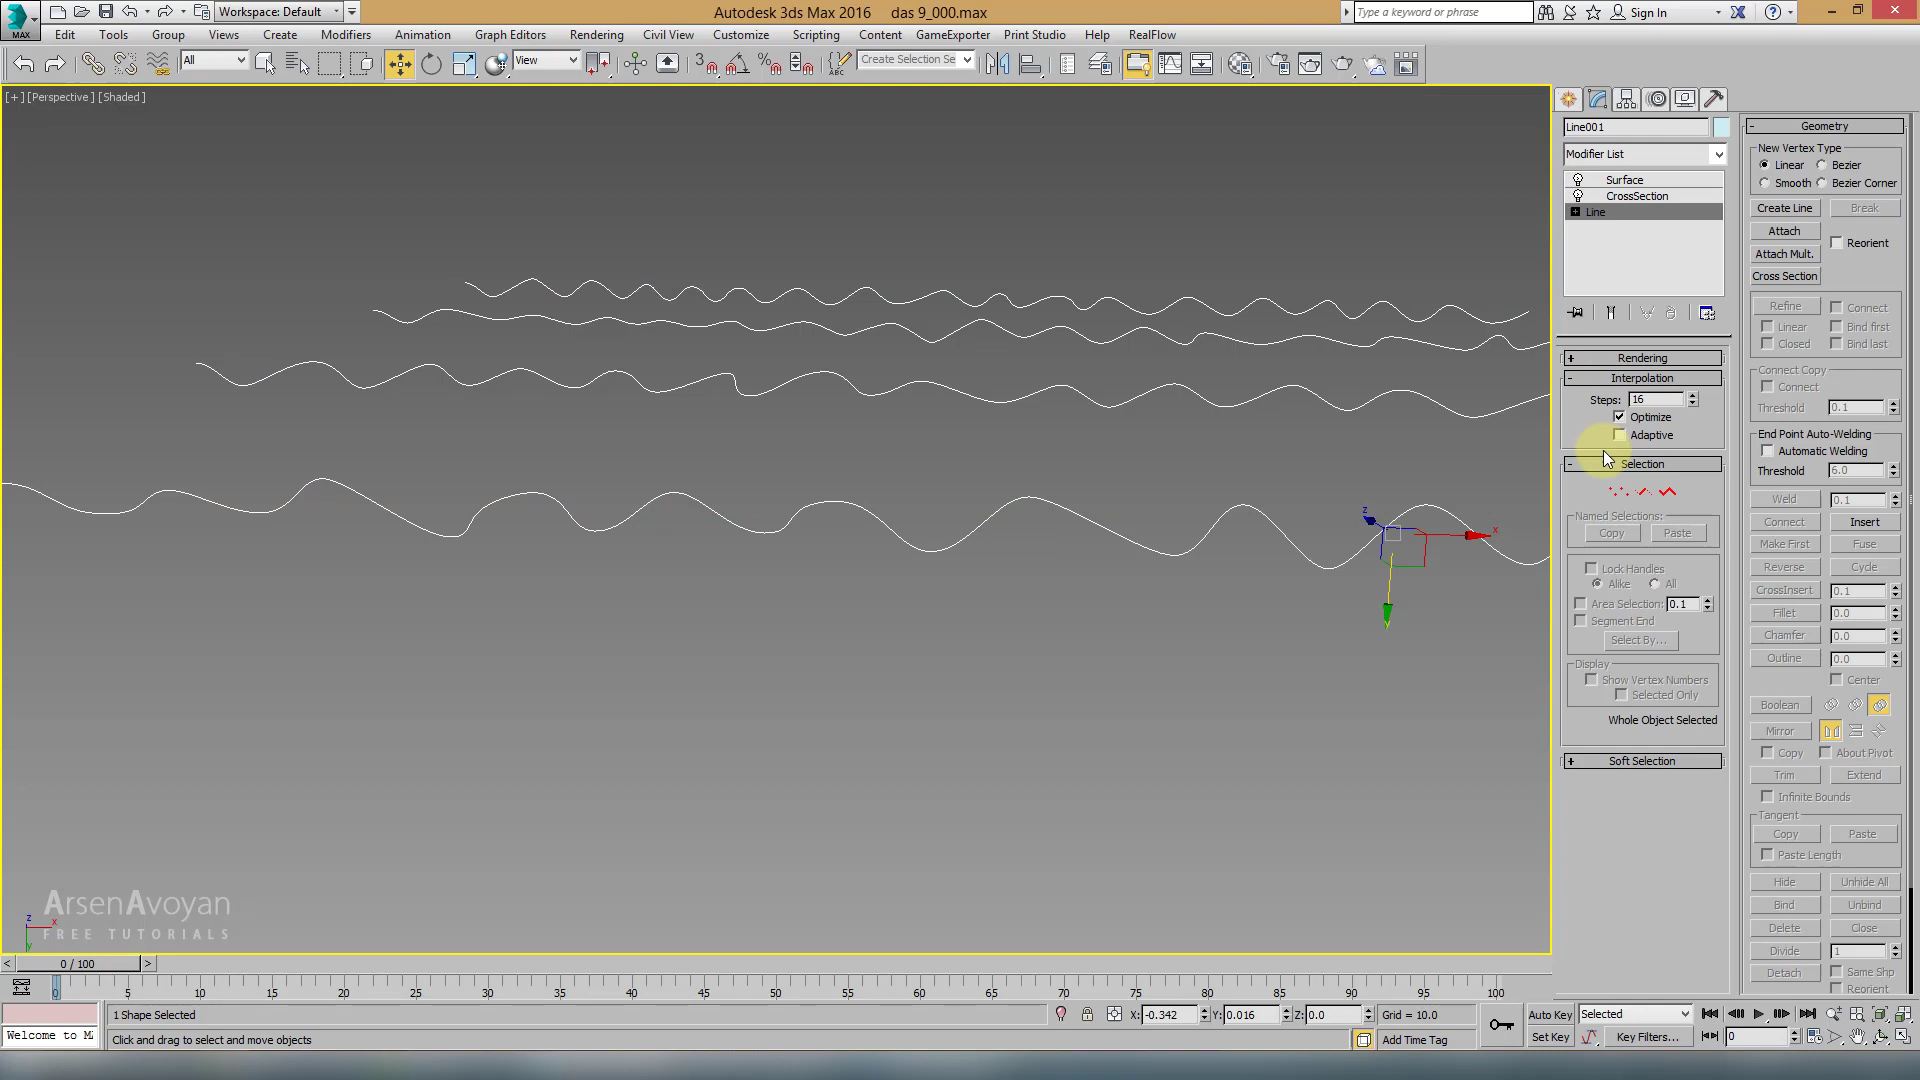 MAX
Workspace: Default
Autodesk 3ds Max 2016 das 9_000.max
Type a keyword or phrase
Sign In
Edit Tools Group Views Create Modifiers Animation Graph Editors Rendering Civil View Customize Scripting Content GameExporter Print Studio Help RealFlow
All
View
3
ABC
Create Selection Se
[+] [Perspective] [Shaded]
Line001
Modifier List
Surface
CrossSection
Line
Rendering
Interpolation
Steps: 16
Optimize
Adaptive
Selection
Named Selections:
Copy Paste
Lock Handles
Alike All
Area Selection: 0.1
Segment End
Select By...
Display
Show Vertex Numbers
Selected Only
Whole Object Selected
Soft Selection
Geometry
New Vertex Type
Linear Bezier
Smooth Bezier Corner
Create Line Break
Attach
Reorient
Attach Mult.
Cross Section
Refine Connect
Linear Bind first
Closed Bind last
Connect Copy
Connect
Threshold 0.1
End Point Auto-Welding
Automatic Welding
Threshold 6.0
Weld 0.1
Connect Insert
Make First Fuse
Reverse Cycle
CrossInsert 0.1
Fillet 0.0
Chamfer 0.0
Outline 0.0
Center
Boolean
Mirror
Copy About Pivot
Trim Extend
Infinite Bounds
Tangent
Copy Paste
Paste Length
Hide Unhide All
Bind Unbind
Delete Close
Divide 1
Detach Same Shp
Reorient
z
x
y
ArsenAvoyan
FREE TUTORIALS
z
x
y
< 0 / 100 >
0 5 10 15 20 25 30 35 40 45 50 55 60 65 70 75 80 85 90 95 100
1 Shape Selected
X: -0.342 Y: 0.016 Z: 0.0 Grid = 10.0
Auto Key Selected
Welcome to M
Click and drag to select and move objects
Add Time Tag
Set Key Key Filters... 0